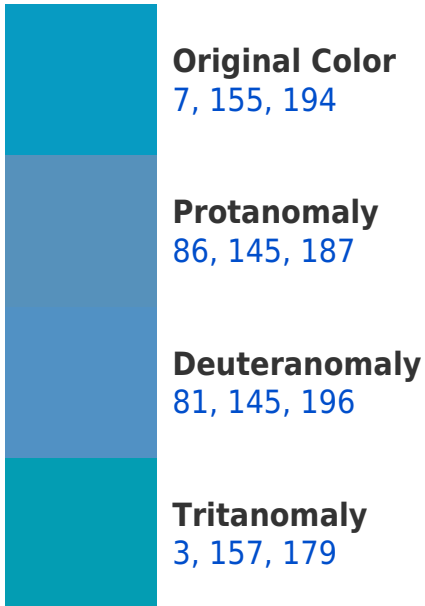 Original Color
7, 155, 194
Protanomaly
86, 145, 187
Deuteranomaly
81, 145, 196
Tritanomaly
3, 157, 179